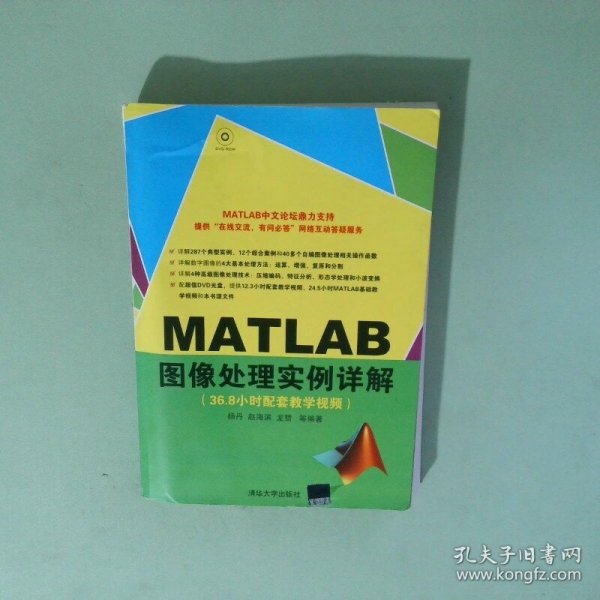 DVD-ROM
MATLAB中文论坛鼎力支持
提供“在线交流，有问必答”网络互动答疑服务
详解287个典型实例、12个综合案例和40多个自编图像处理相关操作函数
详解数字图像的4大基本处理方法：运算、增强、复原和分割
详解4种高级图像处理技术：压缩编码、特征分析、形态学处理和小波变换
配超值DVD光盘，提供12.3小时配套教学视频、24.5小时MATLAB基础教
学视频和本书源文件
MATLAB
图像处理实例详解
（36.8小时配套教学视频）
杨丹 赵海滨 龙哲 等编著
清华大学出版社
孔夫子旧书网
www.kongfz.com